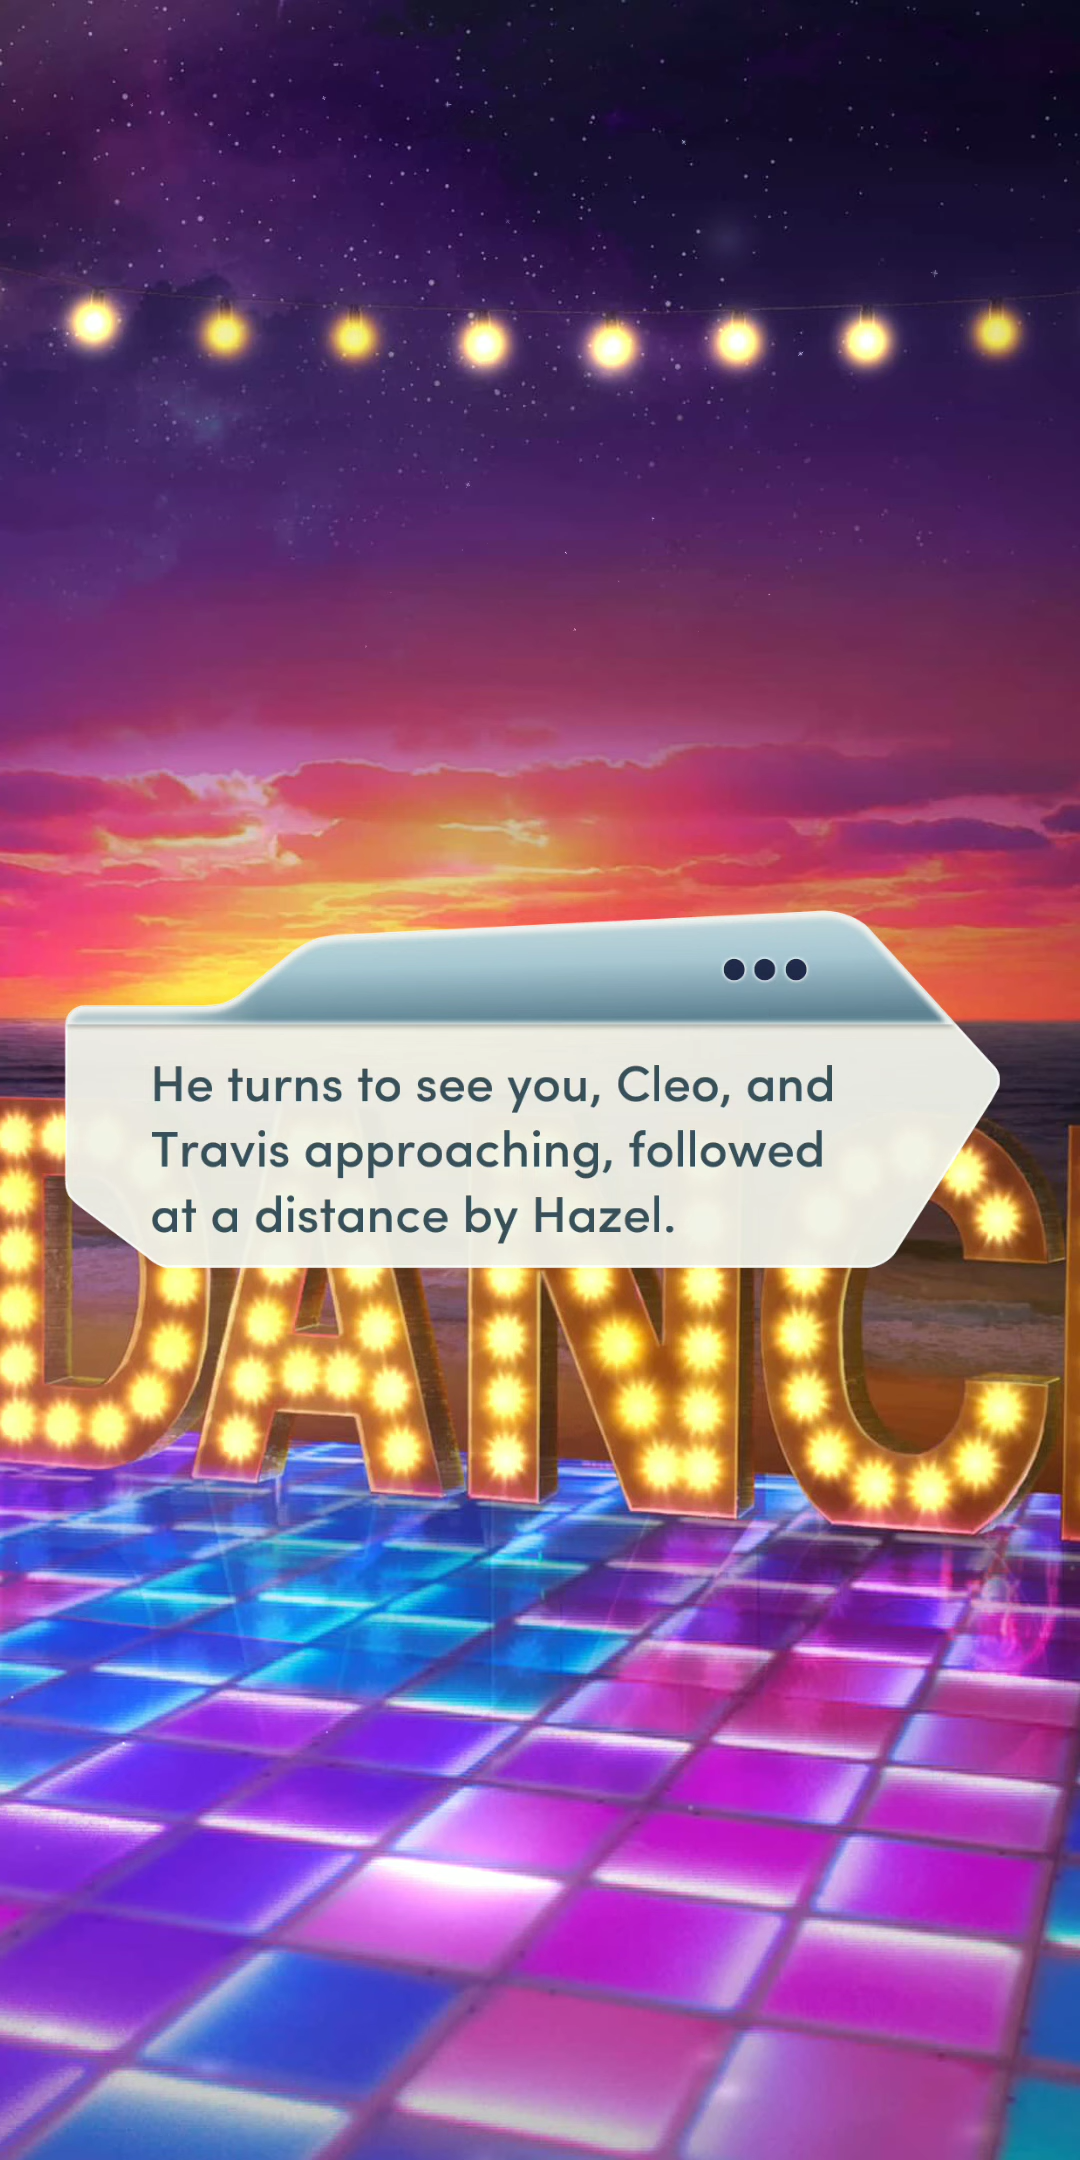 He turns to see you, Cleo, and
Travis approaching, followed
at a distance by Hazel.
DANC